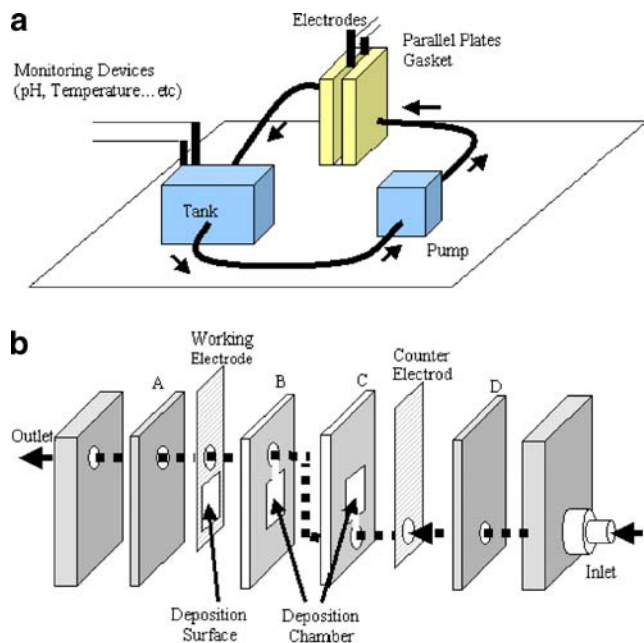 a
Electrodes
Parallel Plates
Gasket
Monitoring Devices
(pH, Temperature...etc)
Tank
Pump
b
Working
Electrode
Counter
Electrod
A
B
C
D
Outlet
Inlet
Deposition
Surface
Deposition
Chamber